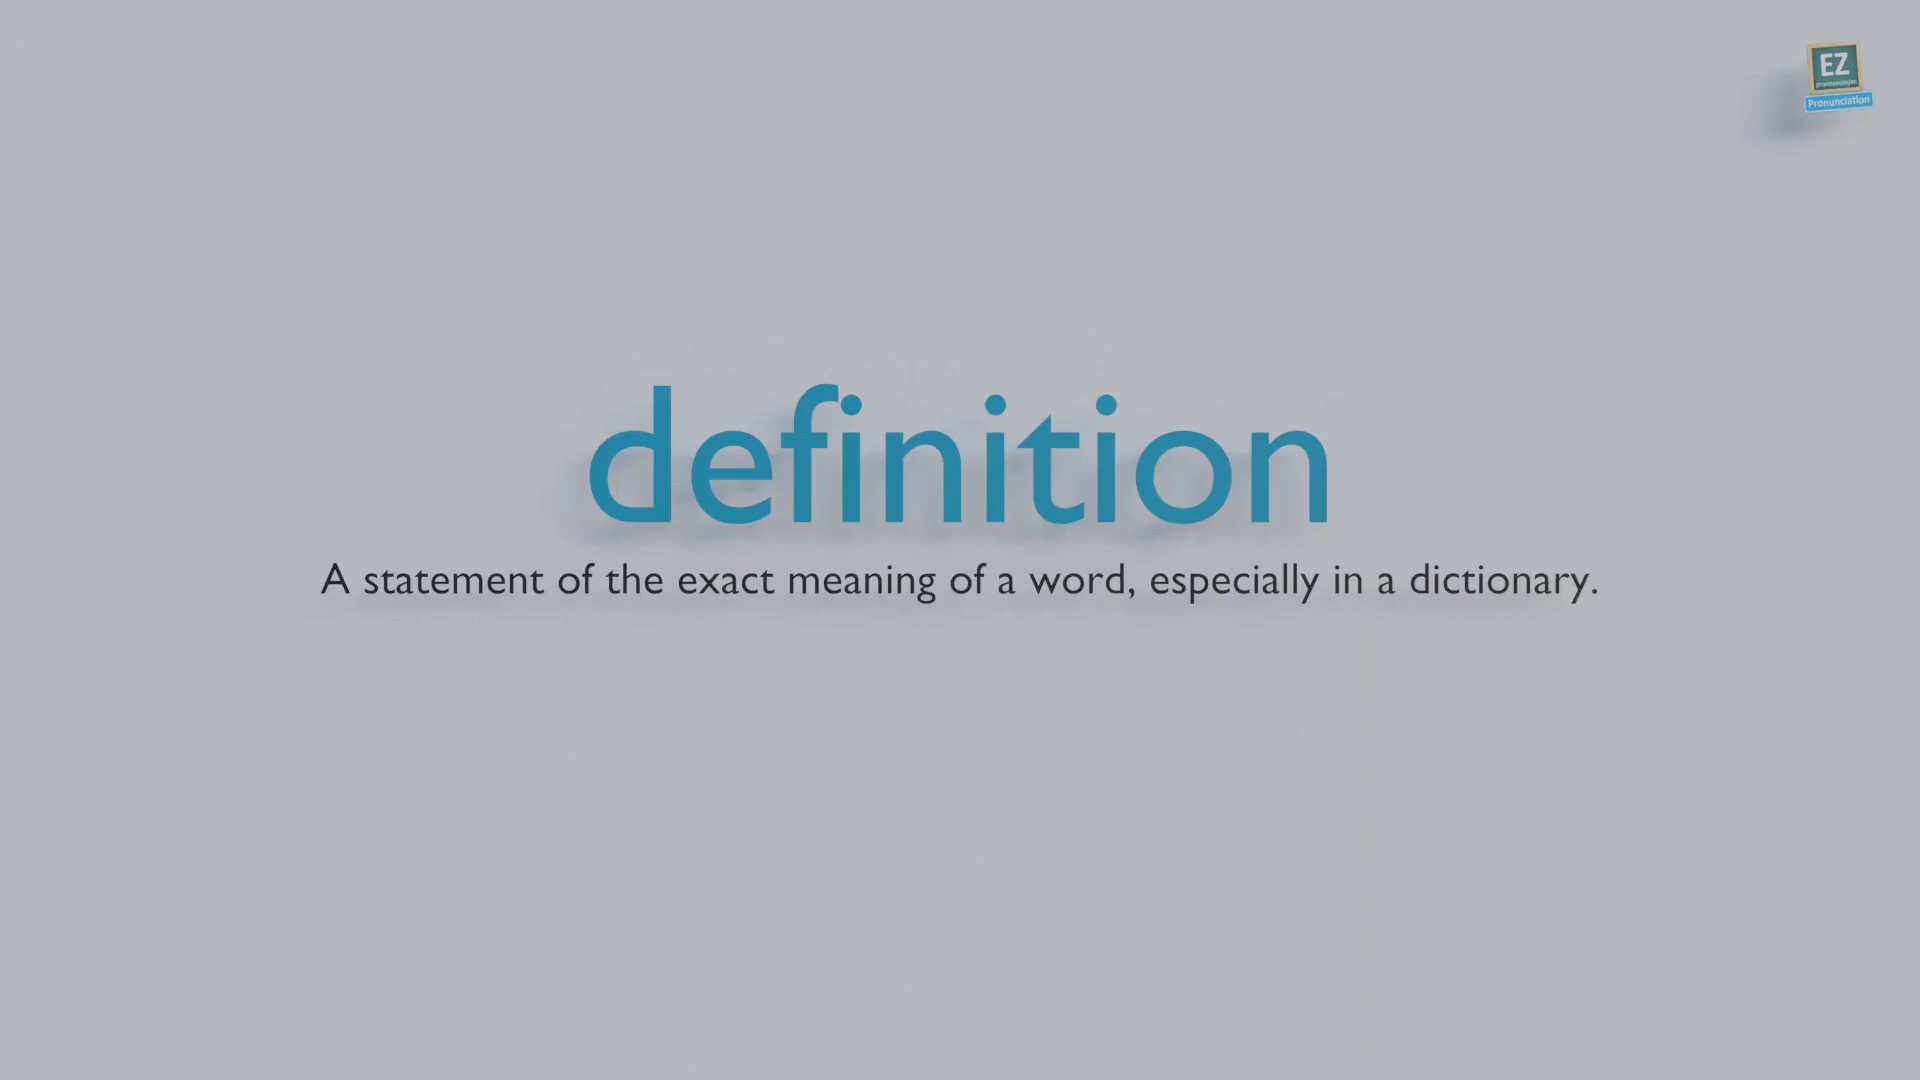 EZ
Pronunciation
definition
A statement of the exact meaning of a word, especially in a dictionary.